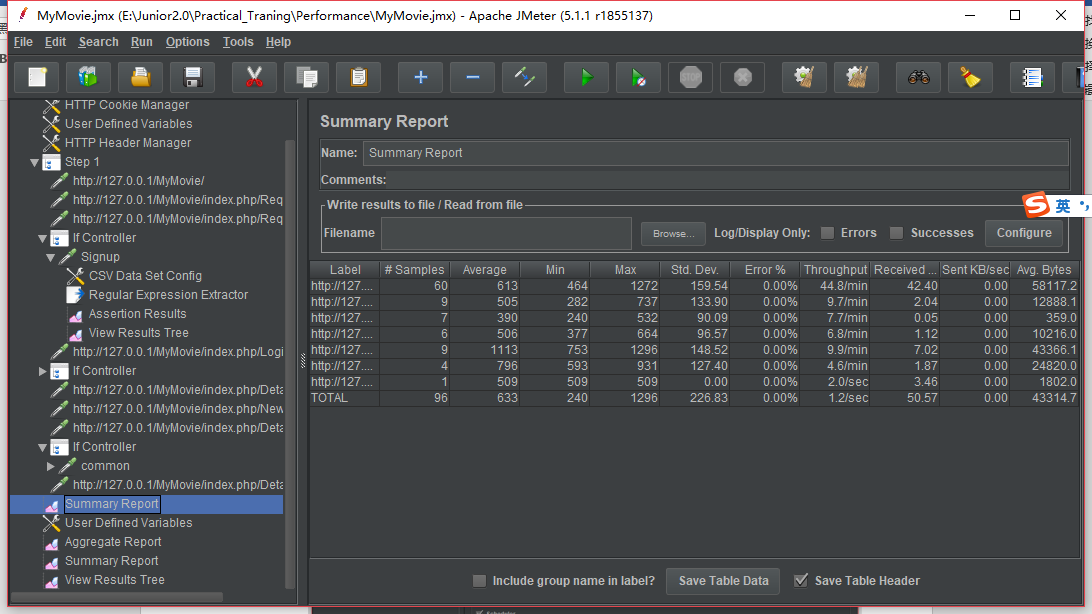 MyMovie.jmx (E:\Junior2.0\Practical_Traning\Performance\MyMovie.jmx) - Apache JMeter (5.1.1 r1855137)
File Edit Search Run Options Tools Help
STOP
HTTP Cookie Manager
User Defined Variables
HTTP Header Manager
Step 1
http://127.0.0.1/MyMovie/
http://127.0.0.1/MyMovie/index.php/Req
http://127.0.0.1/MyMovie/index.php/Req
If Controller
Signup
CSV Data Set Config
Regular Expression Extractor
Assertion Results
View Results Tree
http://127.0.0.1/MyMovie/index.php/Logi
If Controller
http://127.0.0.1/MyMovie/index.php/Deta
http://127.0.0.1/MyMovie/index.php/New
http://127.0.0.1/MyMovie/index.php/Deta
If Controller
common
http://127.0.0.1/MyMovie/index.php/Deta
Summary Report
User Defined Variables
Aggregate Report
Summary Report
View Results Tree
Summary Report
Name: Summary Report
Comments:
Write results to file / Read from file
S 英
Filename Browse... Log/Display Only: Errors Successes Configure
Label # Samples Average Min Max Std. Dev. Error % Throughput Received ... Sent KB/sec Avg. Bytes
http://127.... 60 613 464 1272 159.54 0.00% 44.8/min 42.40 0.00 58117.2
http://127.... 9 505 282 737 133.90 0.00% 9.7/min 2.04 0.00 12888.1
http://127.... 7 390 240 532 90.09 0.00% 7.7/min 0.05 0.00 359.0
http://127.... 6 506 377 664 96.57 0.00% 6.8/min 1.12 0.00 10216.0
http://127.... 9 1113 753 1296 148.52 0.00% 9.9/min 7.02 0.00 43366.1
http://127.... 4 796 593 931 127.40 0.00% 4.6/min 1.87 0.00 24820.0
http://127.... 1 509 509 509 0.00 0.00% 2.0/sec 3.46 0.00 1802.0
TOTAL 96 633 240 1296 226.83 0.00% 1.2/sec 50.57 0.00 43314.7
Include group name in label? Save Table Data Save Table Header